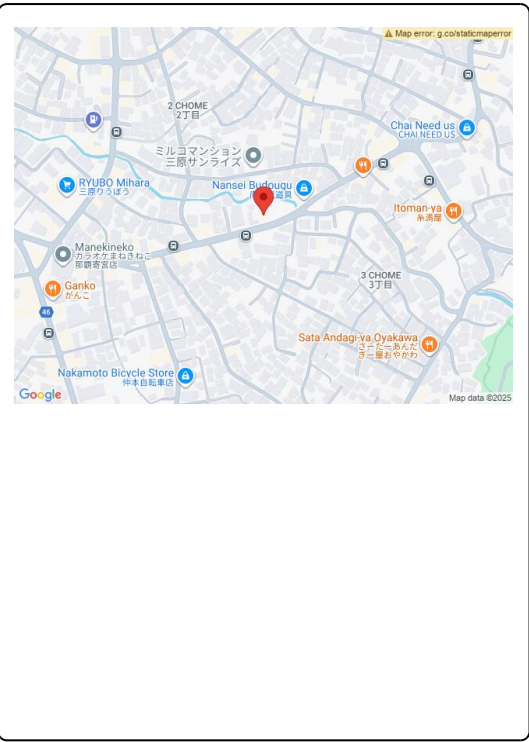 Map error: g.co/staticmaperror
2 CHOME
2丁目
Chai Need us
CHAI NEED US
ミルコマンション
三原サンライズ
RYUBO Mihara
三原りうぼう
Nansei Budougu
道具
Itoman-ya
糸満屋
Manekineko
カラオケまねきねこ
那覇寄宮店
3 CHOME
3丁目
Ganko
がんこ
46
Sata Andagi-ya Oyakawa
さーたーあんだ
ぎー屋おやかわ
Nakamoto Bicycle Store
仲本自転車店
Google
Map data ©2025